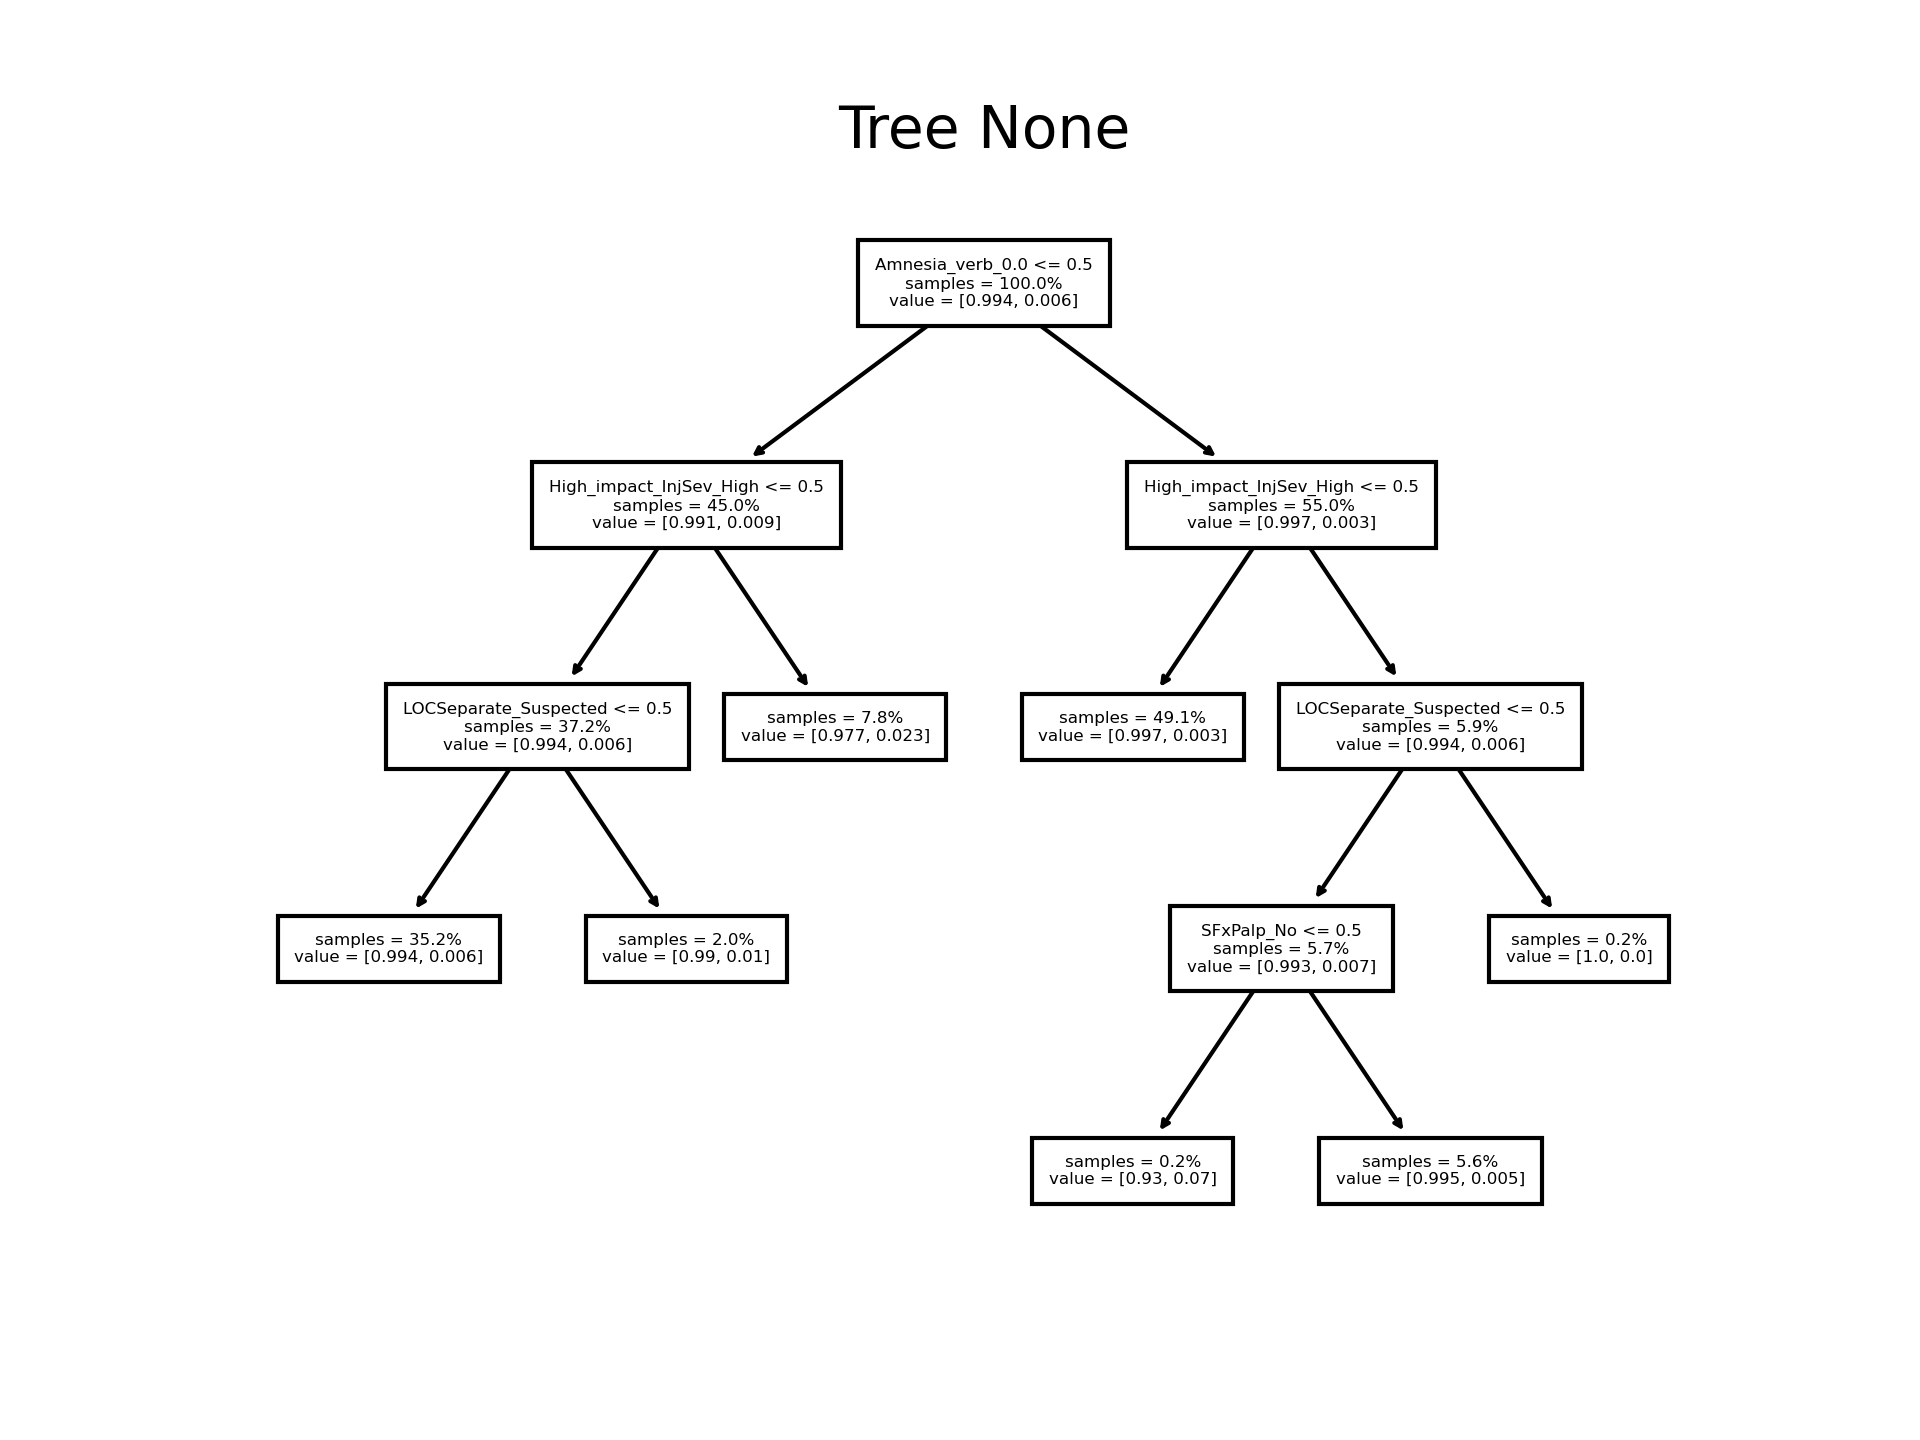 Tree None
Amnesia_verb_0.0 <= 0.5
samples = 100.0%
value = [0.994, 0.006]
High_impact_InjSev_High <= 0.5
samples = 45.0%
value = [0.991, 0.009]
High_impact_InjSev_High <= 0.5
samples = 55.0%
value = [0.997, 0.003]
LOCSeparate_Suspected <= 0.5
samples = 37.2%
value = [0.994, 0.006]
samples = 7.8%
value = [0.977, 0.023]
samples = 49.1%
value = [0.997, 0.003]
LOCSeparate_Suspected <= 0.5
samples = 5.9%
value = [0.994, 0.006]
samples = 35.2%
value = [0.994, 0.006]
samples = 2.0%
value = [0.99, 0.01]
SFxPalp_No <= 0.5
samples = 5.7%
value = [0.993, 0.007]
samples = 0.2%
value = [1.0, 0.0]
samples = 0.2%
value = [0.93, 0.07]
samples = 5.6%
value = [0.995, 0.005]